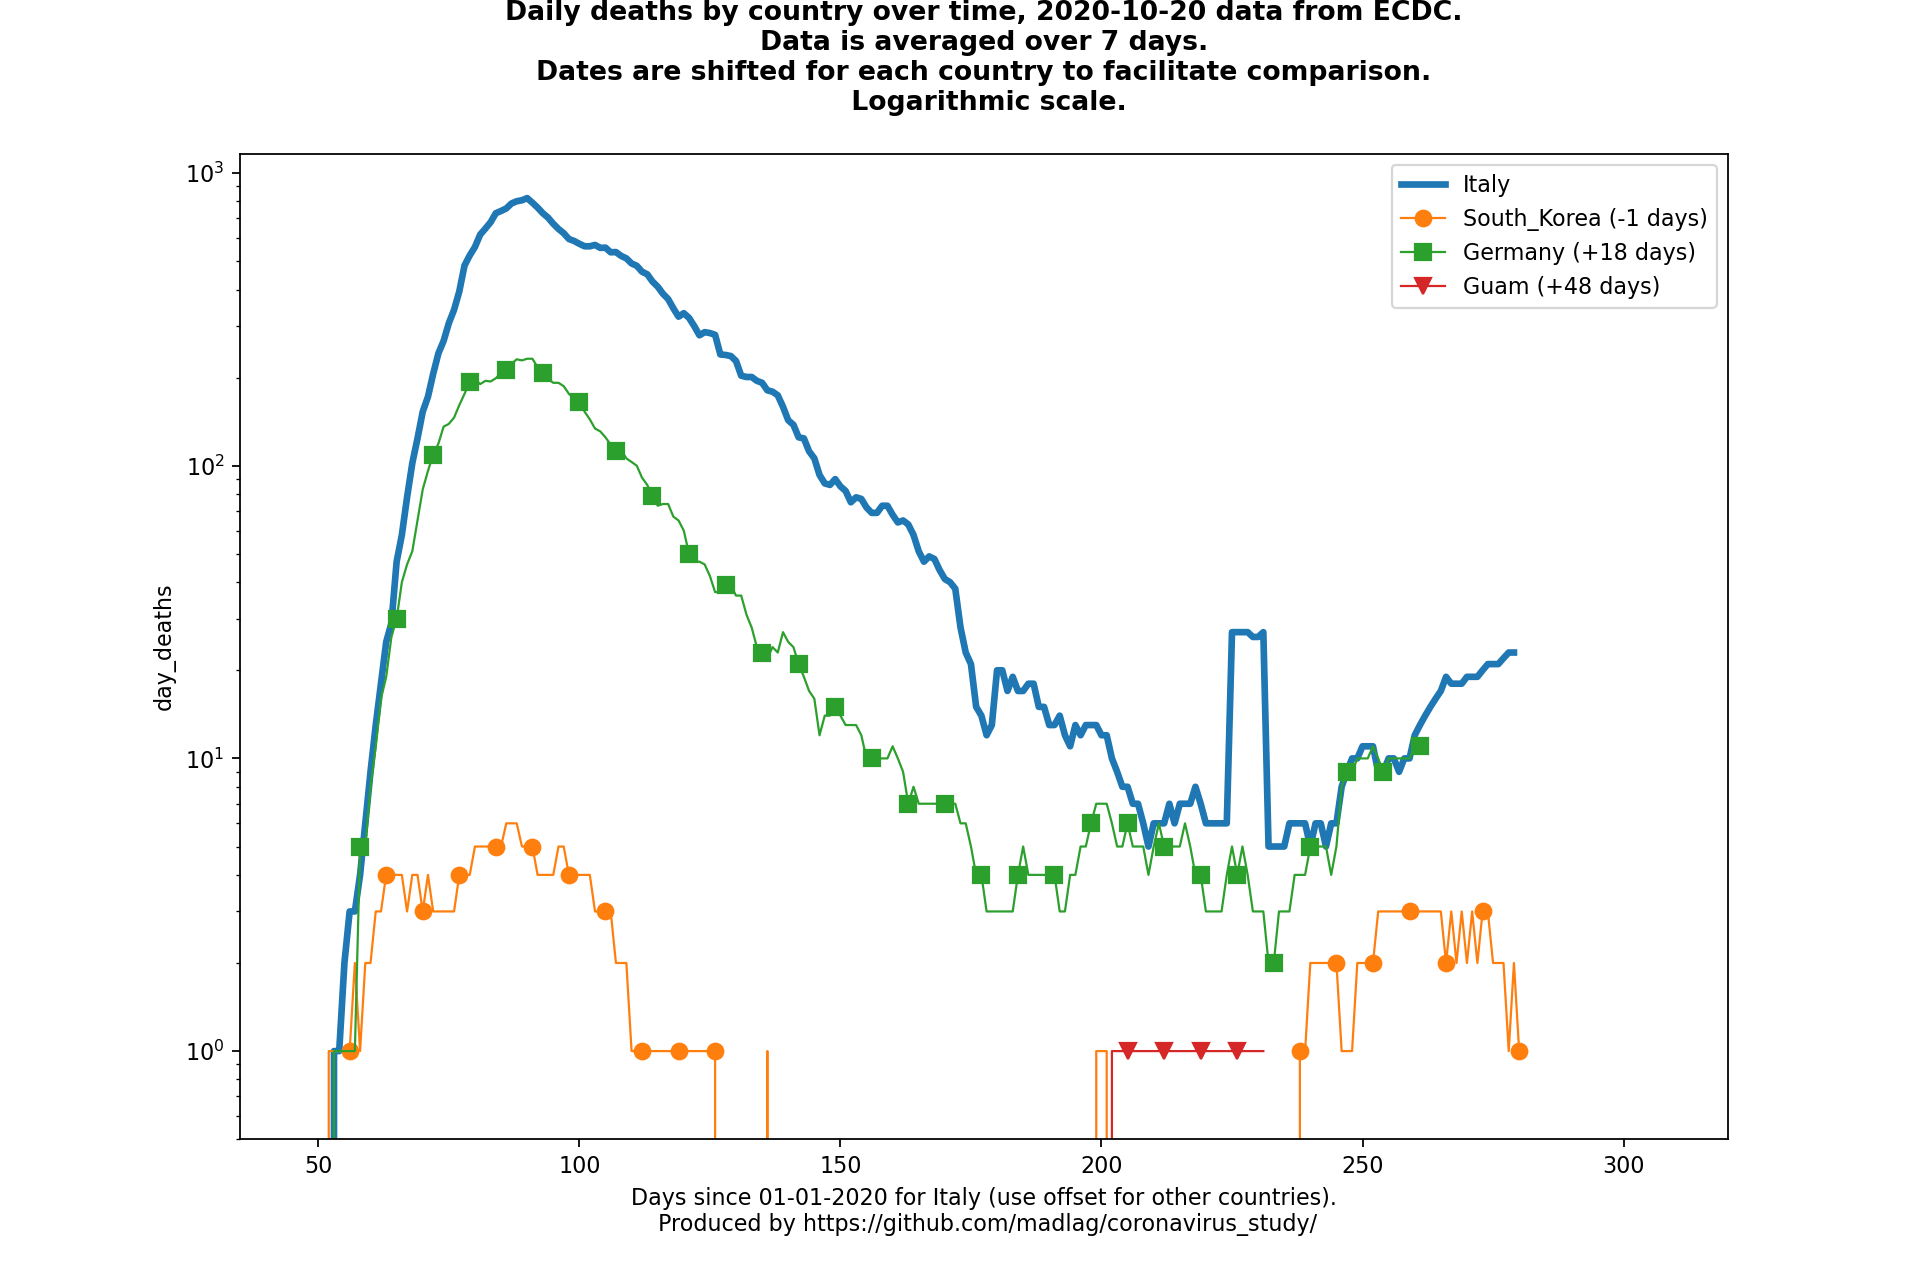 Daily deaths by country over time, 2020-10-20 data from ECDC.
Data is averaged over 7 days.
Dates are shifted for each country to facilitate comparison.
Logarithmic scale.
10³
10²
10¹
10⁰
day_deaths
Italy
South_Korea (-1 days)
Germany (+18 days)
Guam (+48 days)
50 100 150 200 250 300
Days since 01-01-2020 for Italy (use offset for other countries).
Produced by https://github.com/madlag/coronavirus_study/